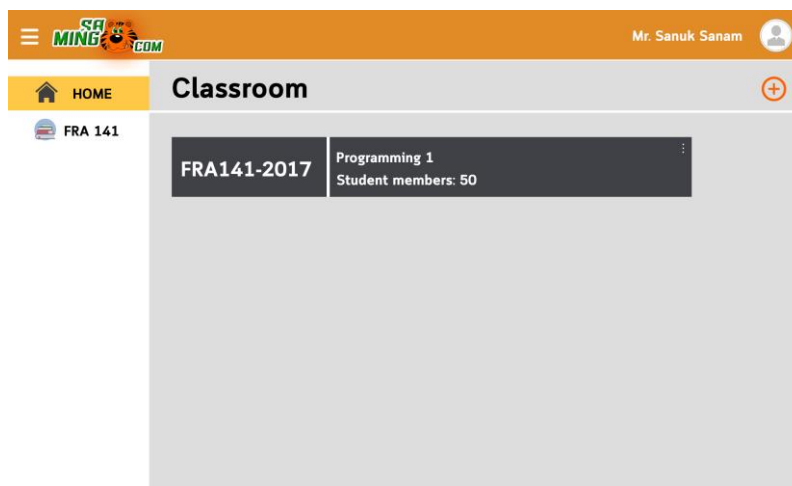 SA
MING
COM
Mr. Sanuk Sanam
HOME
Classroom
FRA 141
FRA141-2017
Programming 1
Student members: 50